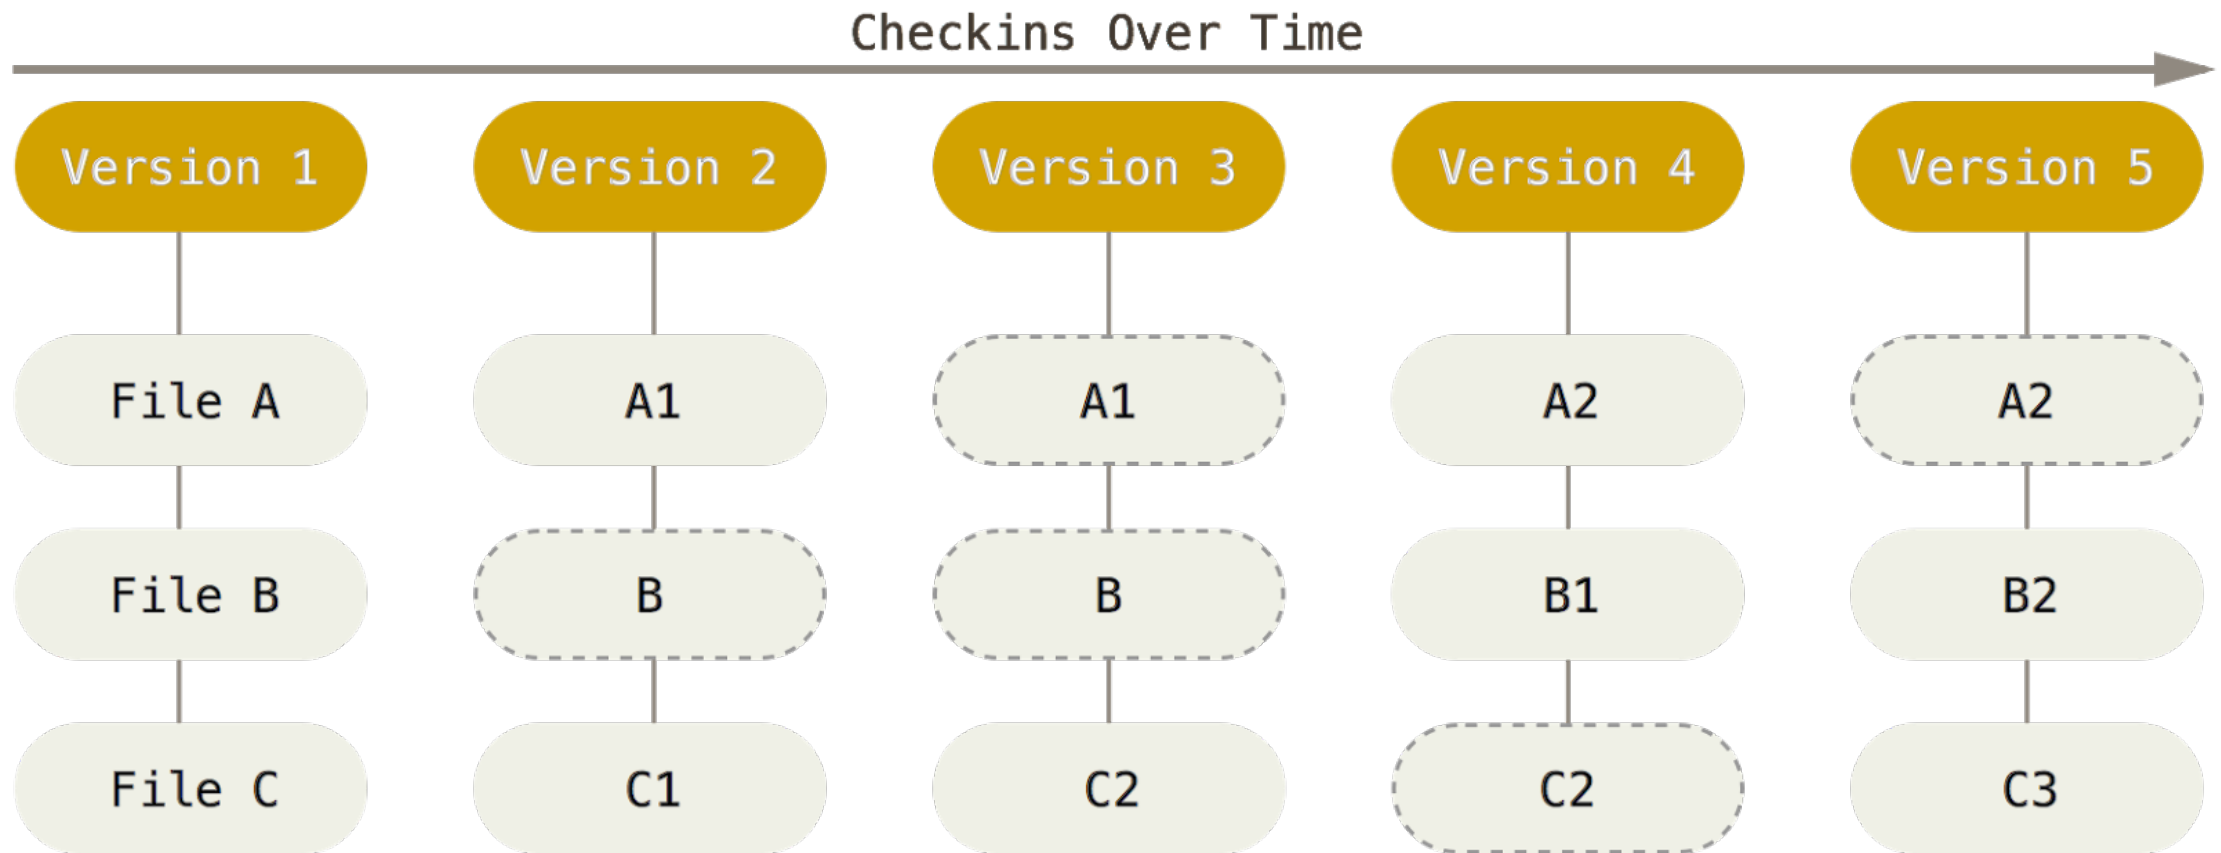 Checkins Over Time
Version 1 Version 2 Version 3 Version 4 Version 5
File A A1 A1 A2 A2
File B B B B1 B2
File C C1 C2 C2 C3